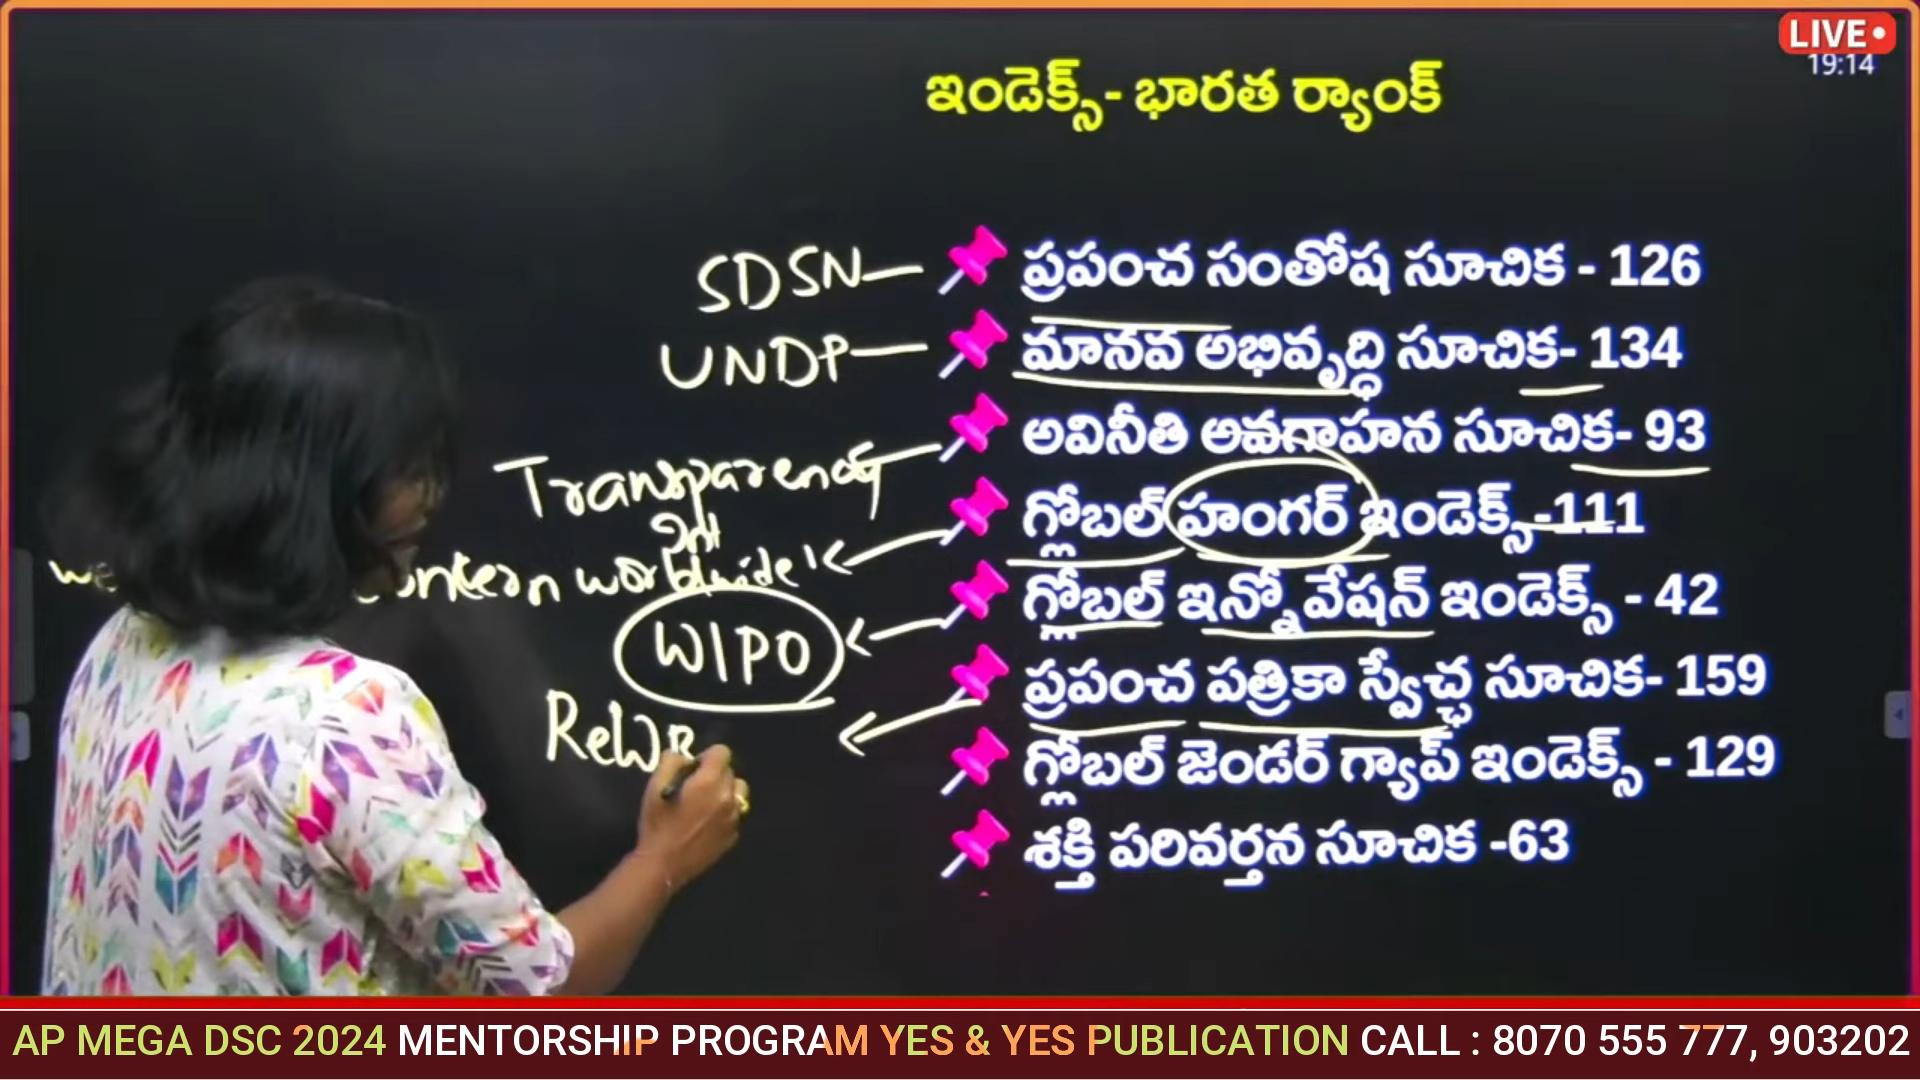 LIVE
19:14
ఇండెక్స్- భారత ర్యాంక్
SDSN
ప్రపంచ సంతోష సూచిక - 126
UNDP
మానవ అభివృద్ధి సూచిక- 134
Transparency
Int
అవినీతి అవగాహన సూచిక- 93
worldwide
గ్లోబల్ హంగర్ ఇండెక్స్ -111
WIPO
గ్లోబల్ ఇన్నోవేషన్ ఇండెక్స్ - 42
ప్రపంచ పత్రికా స్వేచ్ఛ సూచిక- 159
గ్లోబల్ జెండర్ గ్యాప్ ఇండెక్స్ - 129
శక్తి పరివర్తన సూచిక -63
AP MEGA DSC 2024 MENTORSHIP PROGRAM YES & YES PUBLICATION CALL : 8070 555 777, 903202